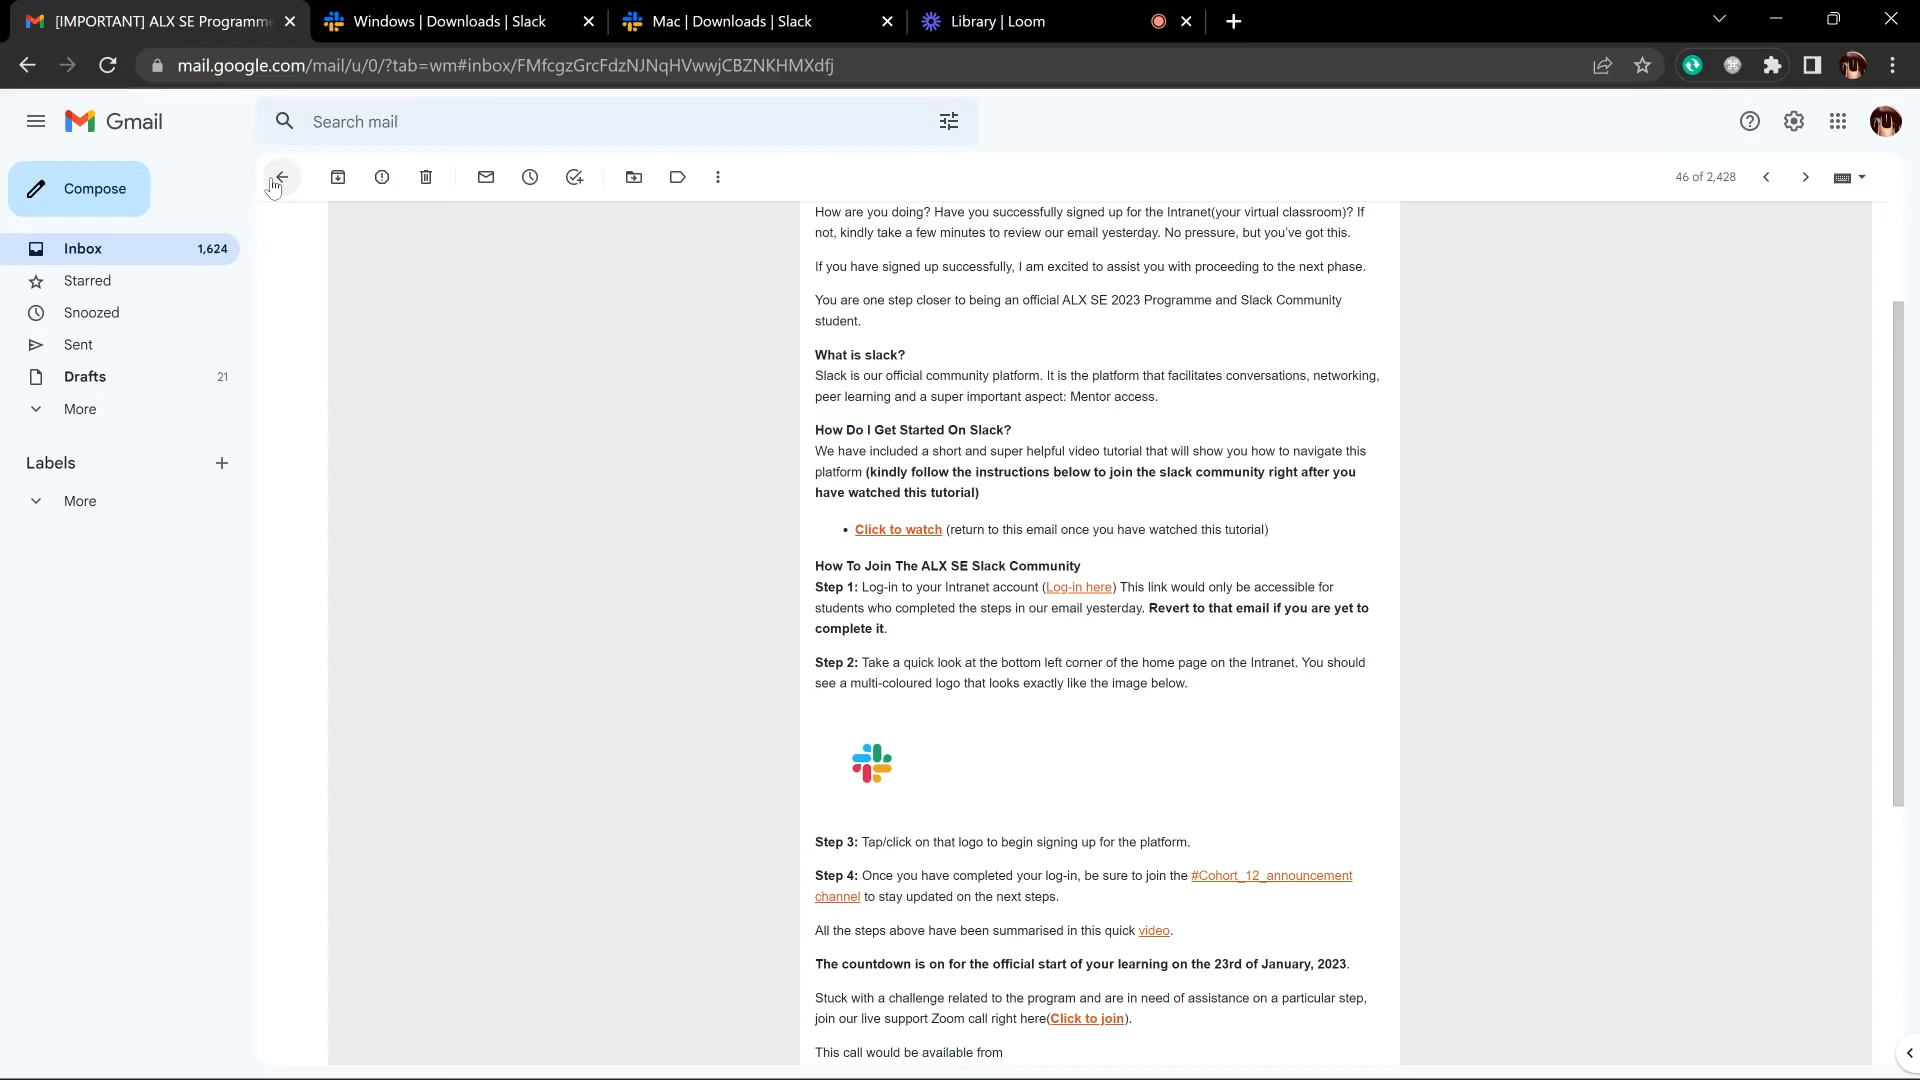 [IMPORTANT] ALX SE Programme
Windows | Downloads | Slack
Mac | Downloads | Slack
Library | Loom
mail.google.com/mail/u/0/?tab=wm#inbox/FMfcgzGrcFdzNJNqHVwwjCBZNKHMXdfj
Gmail
Search mail
Compose
46 of 2,428
Inbox 1,624
Starred
Snoozed
Sent
Drafts 21
More
Labels
More
How are you doing? Have you successfully signed up for the Intranet(your virtual classroom)? If
not, kindly take a few minutes to review our email yesterday. No pressure, but you've got this.
If you have signed up successfully, I am excited to assist you with proceeding to the next phase.
You are one step closer to being an official ALX SE 2023 Programme and Slack Community
student.
What is slack?
Slack is our official community platform. It is the platform that facilitates conversations, networking,
peer learning and a super important aspect: Mentor access.
How Do I Get Started On Slack?
We have included a short and super helpful video tutorial that will show you how to navigate this
platform (kindly follow the instructions below to join the slack community right after you
have watched this tutorial)
• Click to watch (return to this email once you have watched this tutorial)
How To Join The ALX SE Slack Community
Step 1: Log-in to your Intranet account (Log-in here) This link would only be accessible for
students who completed the steps in our email yesterday. Revert to that email if you are yet to
complete it.
Step 2: Take a quick look at the bottom left corner of the home page on the Intranet. You should
see a multi-coloured logo that looks exactly like the image below.
Step 3: Tap/click on that logo to begin signing up for the platform.
Step 4: Once you have completed your log-in, be sure to join the #Cohort_12_announcement
channel to stay updated on the next steps.
All the steps above have been summarised in this quick video.
The countdown is on for the official start of your learning on the 23rd of January, 2023.
Stuck with a challenge related to the program and are in need of assistance on a particular step,
join our live support Zoom call right here(Click to join).
This call would be available from